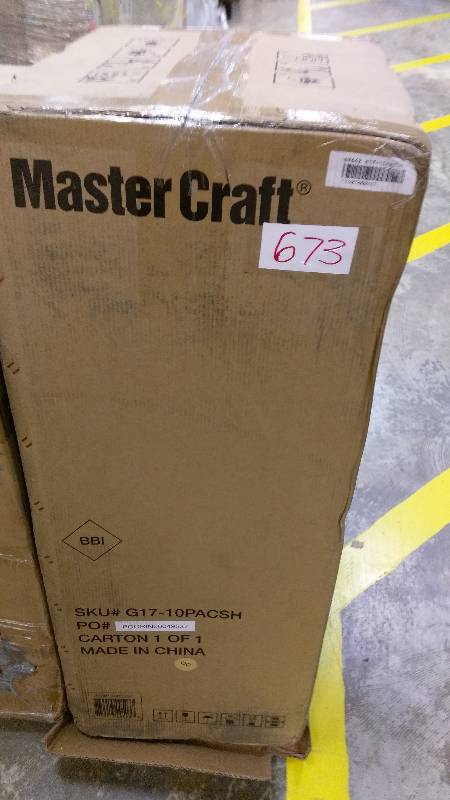 Master Craft®
673
BBI
SKU# G17-10PACSH
PO#
CARTON 1 OF 1
MADE IN CHINA